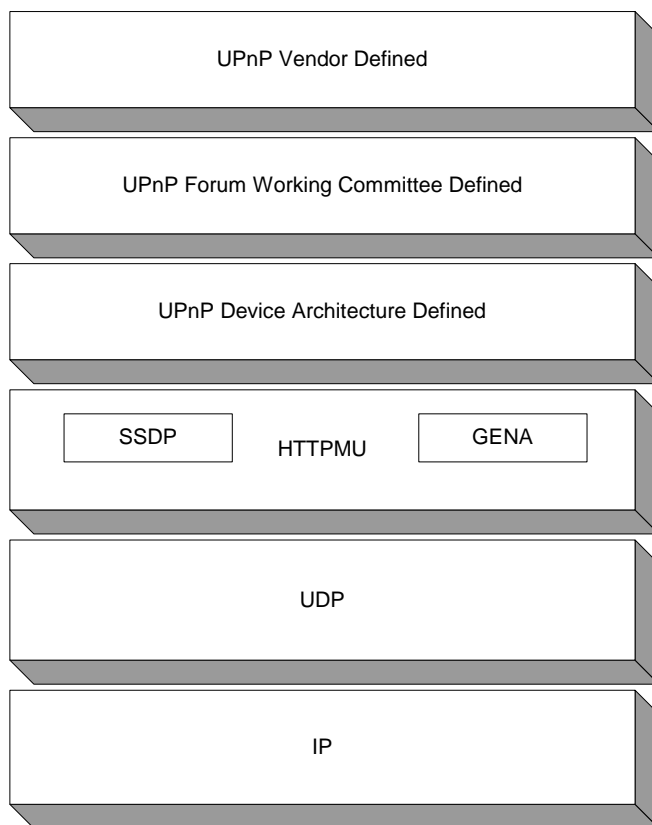 UPnP Vendor Defined
UPnP Forum Working Committee Defined
UPnP Device Architecture Defined
SSDP
HTTPMU
GENA
UDP
IP